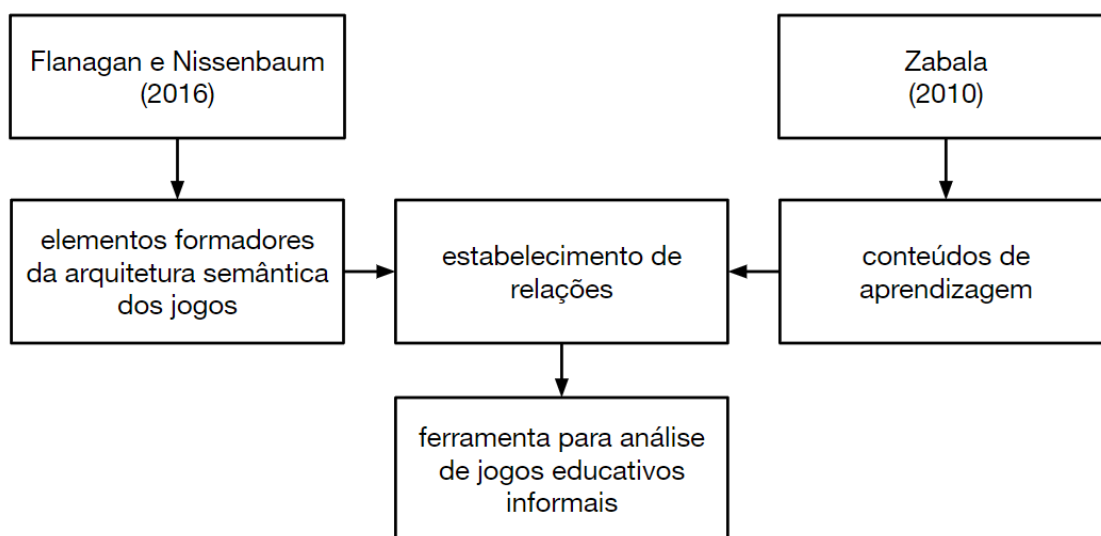 Flanagan e Nissenbaum
(2016)
Zabala
(2010)
elementos formadores
da arquitetura semântica
dos jogos
estabelecimento de
relações
conteúdos de
aprendizagem
ferramenta para análise
de jogos educativos
informais